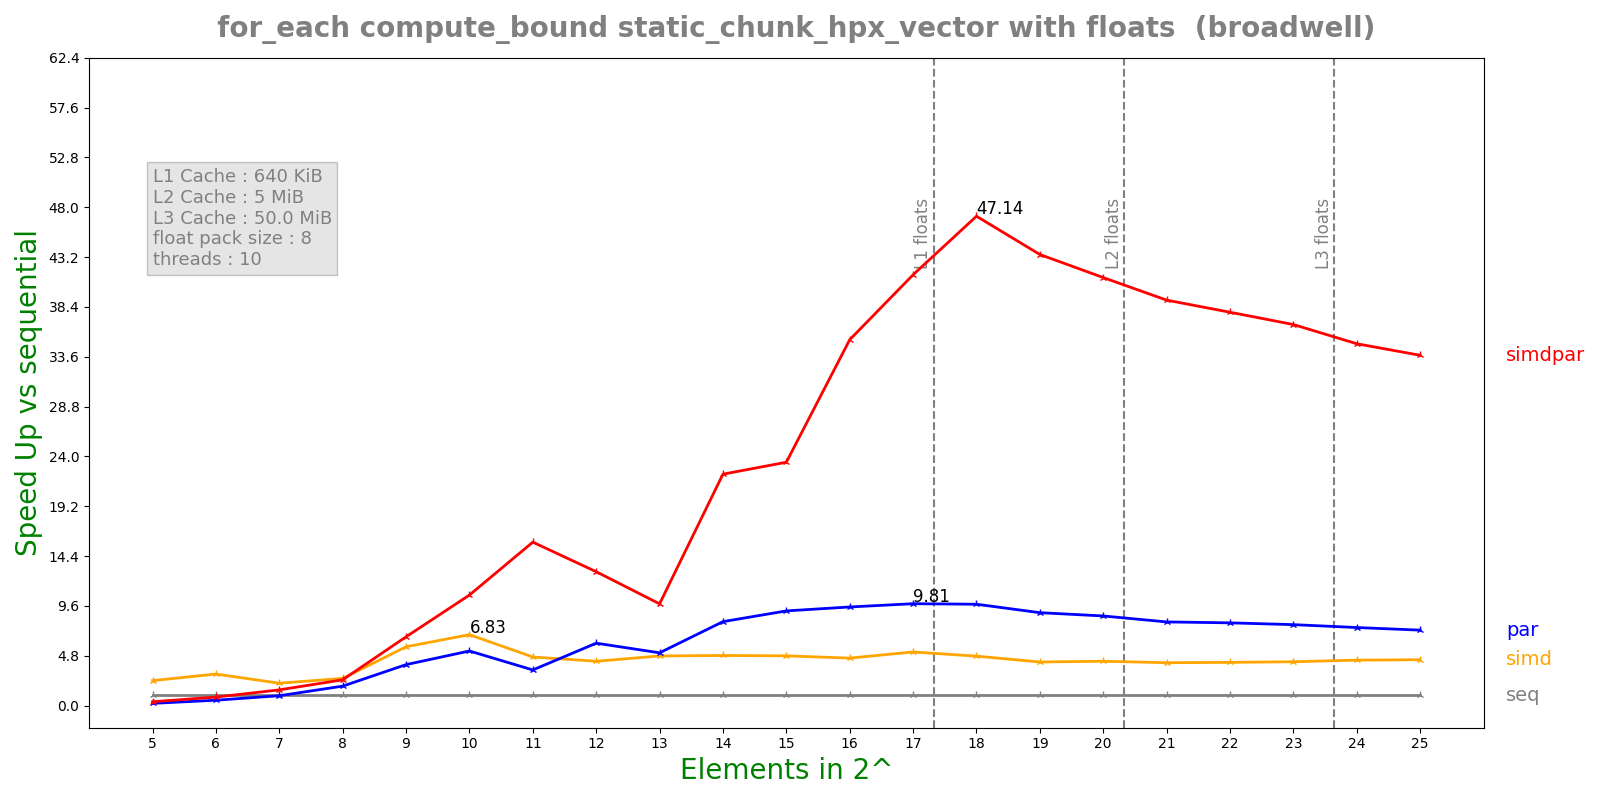 for_each compute_bound static_chunk_hpx_vector with floats  (broadwell)
62.4
57.6
52.8
48.0
43.2
38.4
33.6
28.8
24.0
19.2
14.4
9.6
4.8
0.0
Speed Up vs sequential
L1 Cache : 640 KiB
L2 Cache : 5 MiB
L3 Cache : 50.0 MiB
float pack size : 8
threads : 10
L1 floats
L2 floats
L3 floats
47.14
9.81
6.83
simdpar
par
simd
seq
5 6 7 8 9 10 11 12 13 14 15 16 17 18 19 20 21 22 23 24 25
Elements in 2^